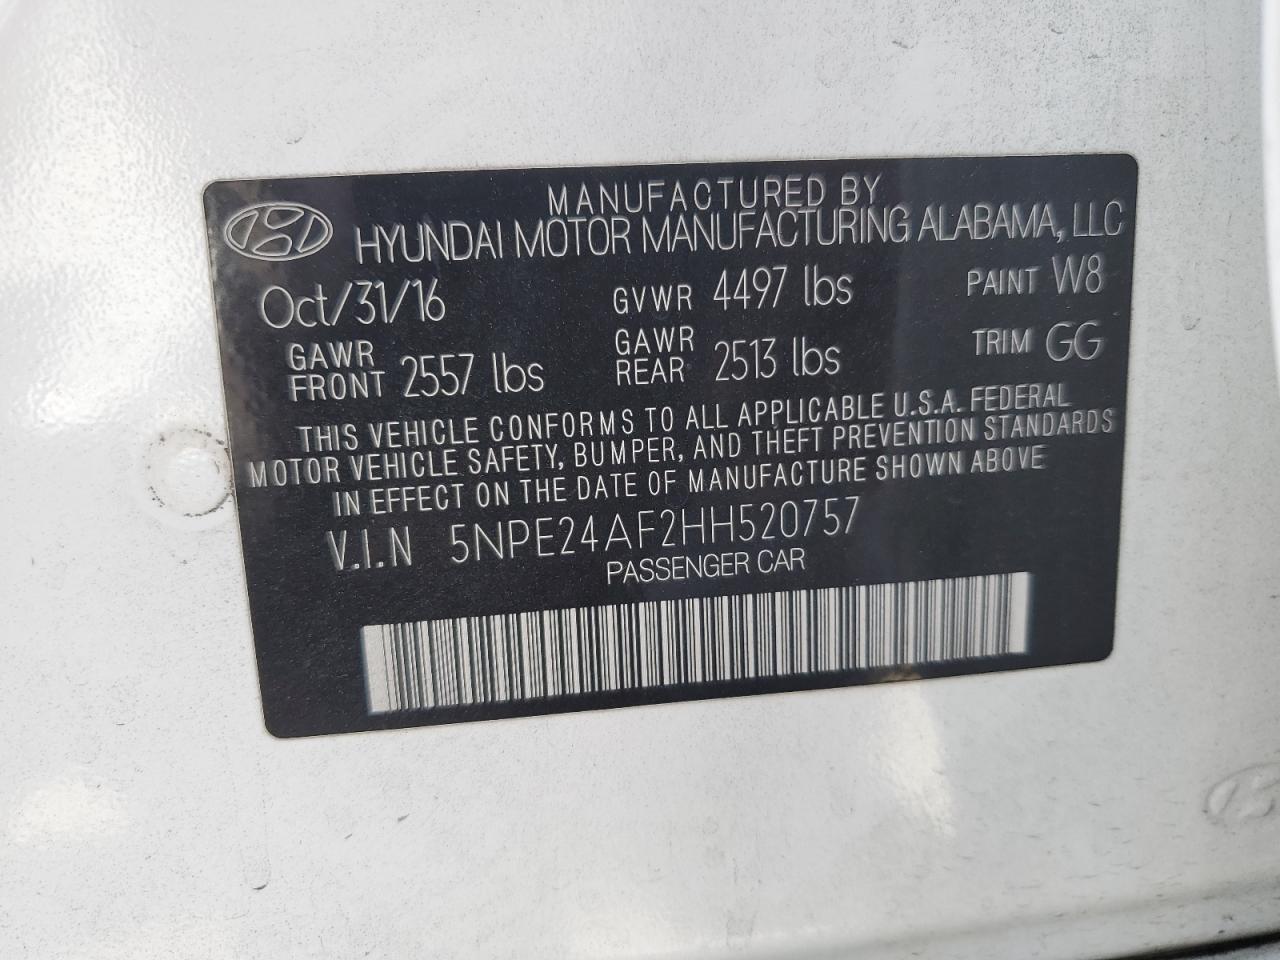 MANUFACTURED BY
HYUNDAI MOTOR MANUFACTURING ALABAMA, LLC
Oct/31/16 GVWR 4497 lbs PAINT W8
GAWR FRONT 2557 lbs GAWR REAR 2513 lbs TRIM GG
THIS VEHICLE CONFORMS TO ALL APPLICABLE U.S.A. FEDERAL
MOTOR VEHICLE SAFETY, BUMPER, AND THEFT PREVENTION STANDARDS
IN EFFECT ON THE DATE OF MANUFACTURE SHOWN ABOVE
V.I.N 5NPE24AF2HH520757
PASSENGER CAR